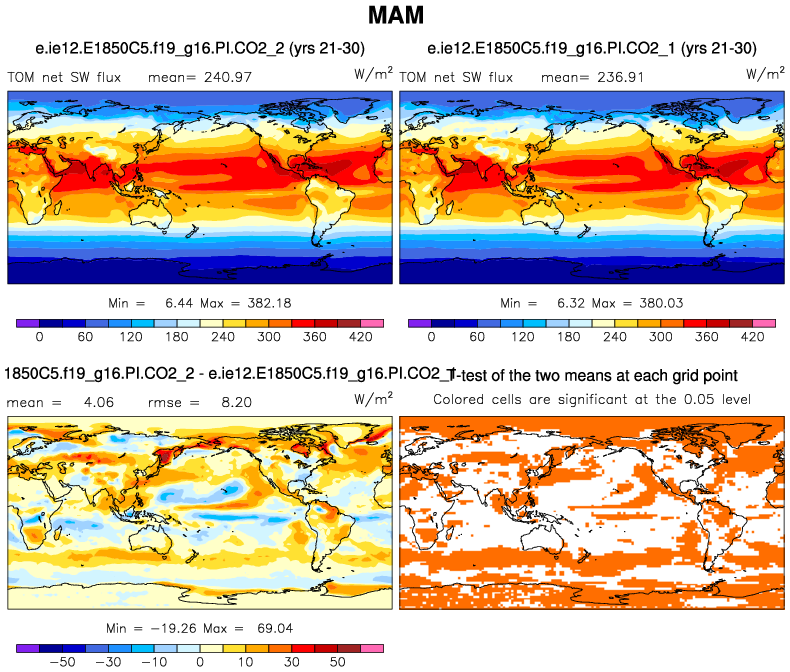 MAM
e.ie12.E1850C5.f19_g16.PI.CO2_2 (yrs 21-30)
e.ie12.E1850C5.f19_g16.PI.CO2_1 (yrs 21-30)
TOM net SW flux mean= 240.97 W/m²
TOM net SW flux mean= 236.91 W/m²
Min = 6.44 Max = 382.18
Min = 6.32 Max = 380.03
0 60 120 180 240 300 360 420
0 60 120 180 240 300 360 420
1850C5.f19_g16.PI.CO2_2 - e.ie12.E1850C5.f19_g16.PI.CO2_1
T-test of the two means at each grid point
mean = 4.06 rmse = 8.20 W/m²
Colored cells are significant at the 0.05 level
Min = -19.26 Max = 69.04
-50 -30 -10 0 10 30 50